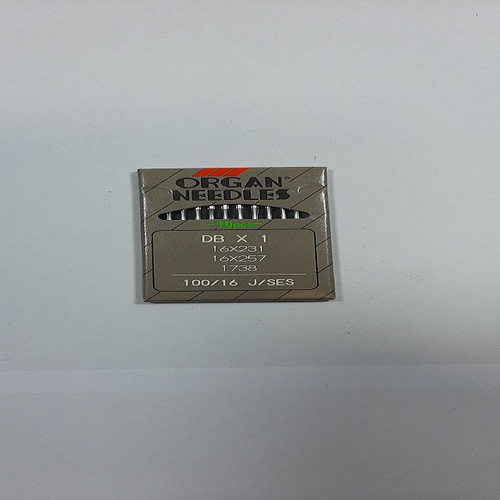 ORGAN®
NEEDLES
-10pcs-
DB X 1
16X231
16X257
1738
100/16 J/SES